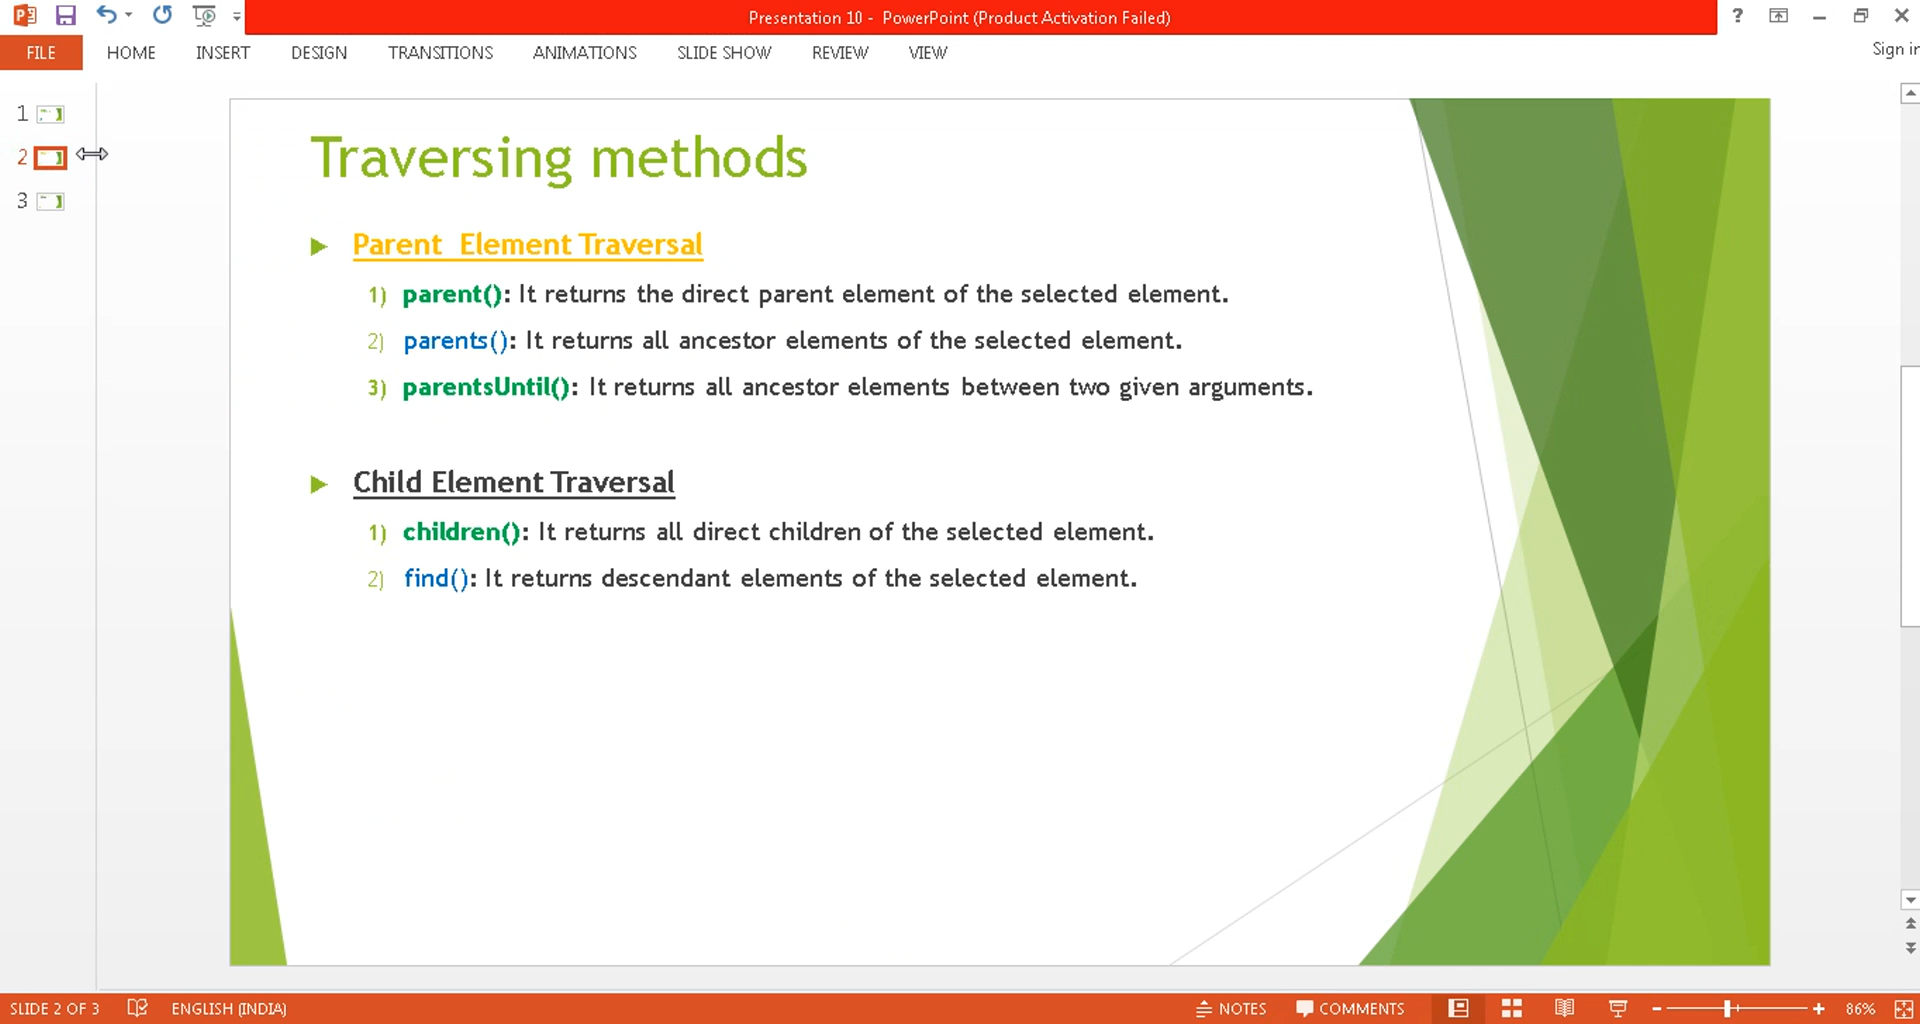 Presentation 10 - PowerPoint (Product Activation Failed)
?
FILE HOME INSERT DESIGN TRANSITIONS ANIMATIONS SLIDE SHOW REVIEW VIEW
Sign in
1
2
3
Traversing methods
Parent Element Traversal
1) parent(): It returns the direct parent element of the selected element.
2) parents(): It returns all ancestor elements of the selected element.
3) parentsUntil(): It returns all ancestor elements between two given arguments.
Child Element Traversal
1) children(): It returns all direct children of the selected element.
2) find(): It returns descendant elements of the selected element.
SLIDE 2 OF 3 ENGLISH (INDIA) NOTES COMMENTS 86%